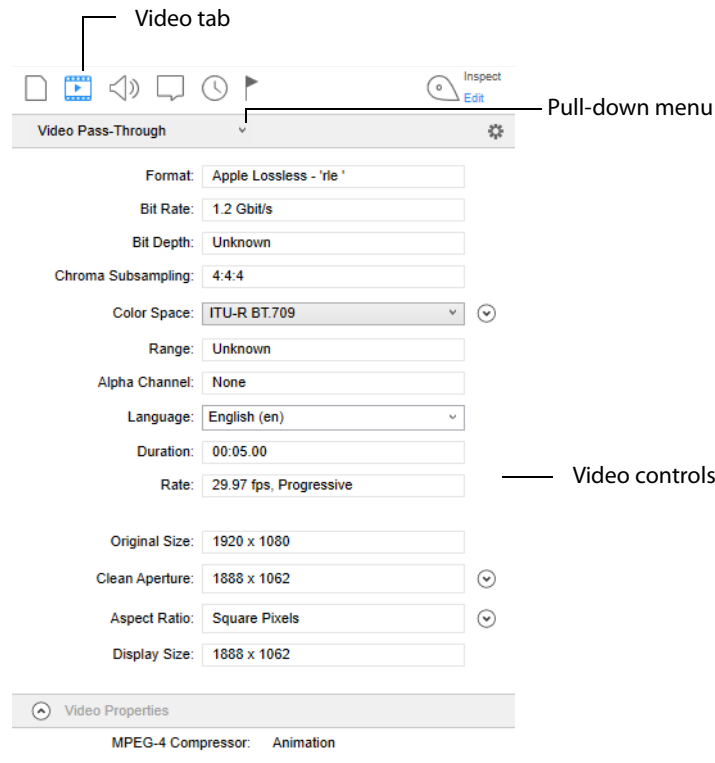 Video tab
Inspect
Edit
Pull-down menu
Video Pass-Through
Format: Apple Lossless - 'rle '
Bit Rate: 1.2 Gbit/s
Bit Depth: Unknown
Chroma Subsampling: 4:4:4
Color Space: ITU-R BT.709
Range: Unknown
Alpha Channel: None
Language: English (en)
Duration: 00:05.00
Video controls
Rate: 29.97 fps, Progressive
Original Size: 1920 x 1080
Clean Aperture: 1888 x 1062
Aspect Ratio: Square Pixels
Display Size: 1888 x 1062
Video Properties
MPEG-4 Compressor: Animation